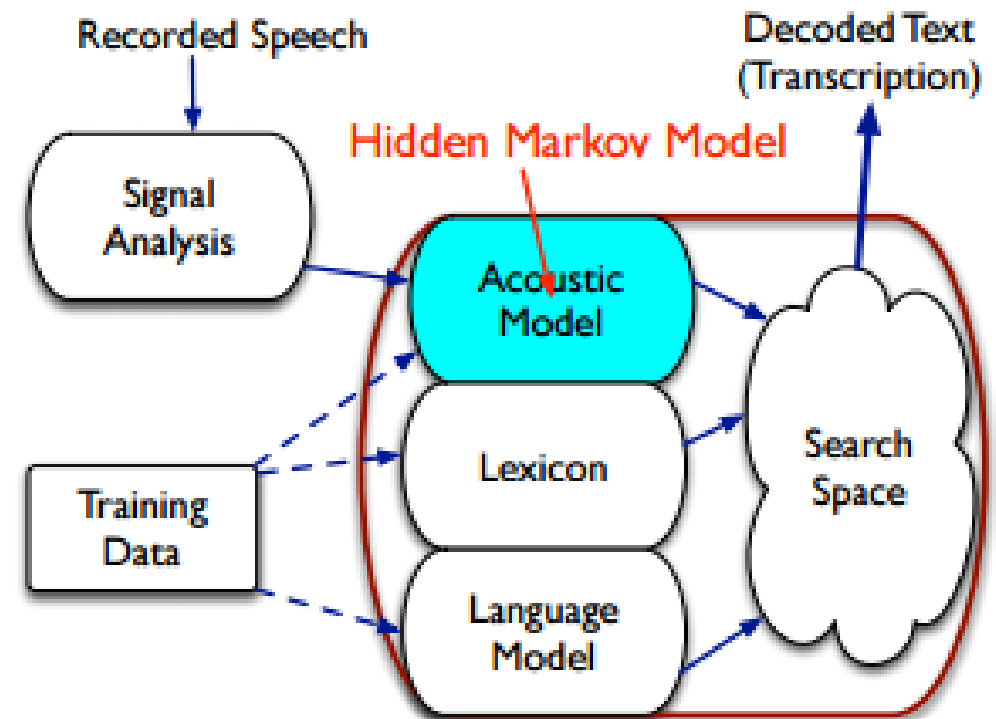 Recorded Speech
Decoded Text
(Transcription)
Hidden Markov Model
Signal
Analysis
Acoustic
Model
Lexicon
Search
Space
Training
Data
Language
Model